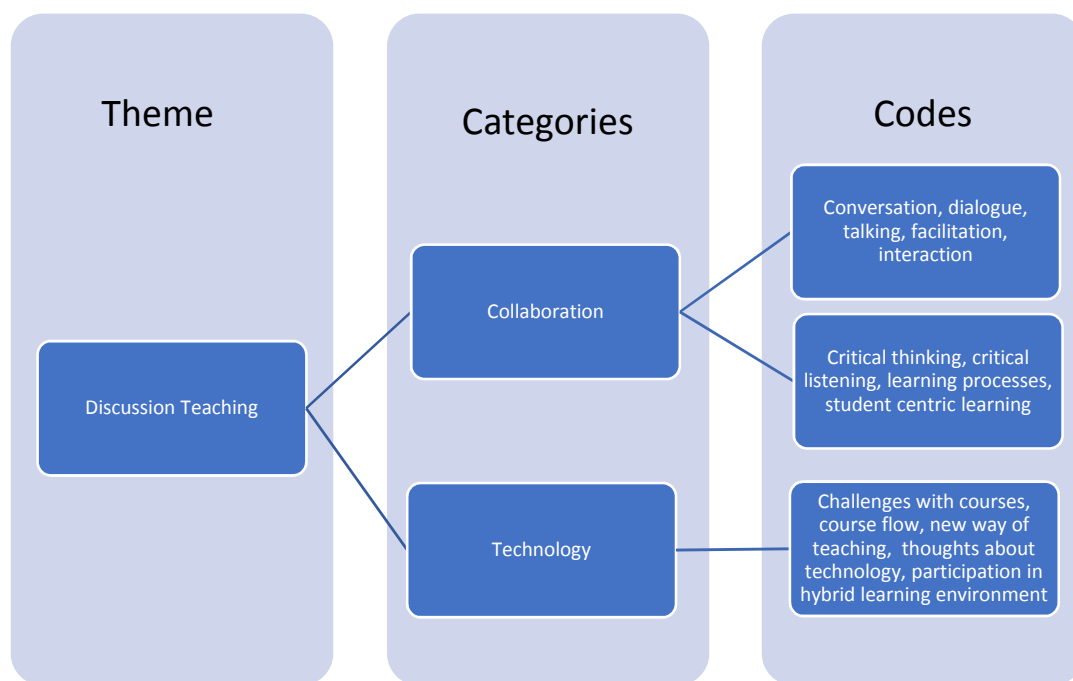 Theme
Categories
Codes
Discussion Teaching
Collaboration
Technology
Conversation, dialogue,
talking, facilitation,
interaction
Critical thinking, critical
listening, learning processes,
student centric learning
Challenges with courses,
course flow, new way of
teaching,  thoughts about
technology, participation in
hybrid learning environment